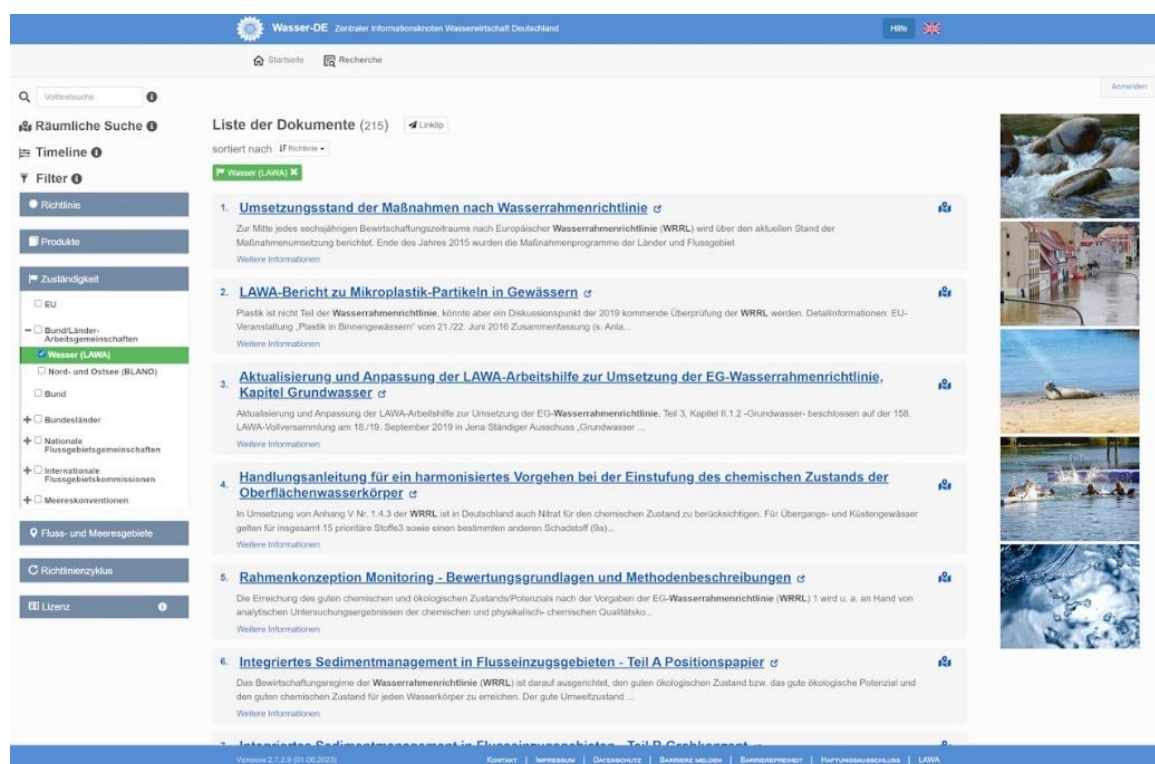 Wasser-DE Zentraler Informationsknoten Wasserwirtschaft Deutschland
Hilfe
Startseite Recherche
Anmelden
Volltextsuche
Räumliche Suche
Timeline
Filter
Richtlinie
Produkte
Zuständigkeit
EU
Bund/Länder-
Arbeitsgemeinschaften
Wasser (LAWA)
Nord- und Ostsee (BLANO)
Bund
Bundesländer
Nationale
Flussgebietsgemeinschaften
Internationale
Flussgebietskommissionen
Meereskonventionen
Fluss- und Meeresgebiete
Richtlinienzyklus
Lizenz
Liste der Dokumente (215) Linktip
sortiert nach Richtlinie
Wasser (LAWA)
1. Umsetzungsstand der Maßnahmen nach Wasserrahmenrichtlinie
Zur Mitte jedes sechsjährigen Bewirtschaftungszeitraums nach Europäischer Wasserrahmenrichtlinie (WRRL) wird über den aktuellen Stand der
Maßnahmenumsetzung berichtet. Ende des Jahres 2015 wurden die Maßnahmenprogramme der Länder und Flussgebiet
Weitere Informationen
2. LAWA-Bericht zu Mikroplastik-Partikeln in Gewässern
Plastik ist nicht Teil der Wasserrahmenrichtlinie, könnte aber ein Diskussionspunkt der 2019 kommende Überprüfung der WRRL werden. Detailinformationen: EU-
Veranstaltung „Plastik in Binnengewässern" vom 21./22. Juni 2016 Zusammenfassung (s. Anla...
Weitere Informationen
3. Aktualisierung und Anpassung der LAWA-Arbeitshilfe zur Umsetzung der EG-Wasserrahmenrichtlinie,
Kapitel Grundwasser
Aktualisierung und Anpassung der LAWA-Arbeitshilfe zur Umsetzung der EG-Wasserrahmenrichtlinie, Teil 3, Kapitel II.1.2 -Grundwasser- beschlossen auf der 158.
LAWA-Vollversammlung am 18./19. September 2019 in Jena Ständiger Ausschuss „Grundwasser ...
Weitere Informationen
4. Handlungsanleitung für ein harmonisiertes Vorgehen bei der Einstufung des chemischen Zustands der
Oberflächenwasserkörper
In Umsetzung von Anhang V Nr. 1.4.3 der WRRL ist in Deutschland auch Nitrat für den chemischen Zustand zu berücksichtigen. Für Übergangs- und Küstengewässer
gelten für insgesamt 15 prioritäre Stoffe3 sowie einen bestimmten anderen Schadstoff (9a)...
Weitere Informationen
5. Rahmenkonzeption Monitoring - Bewertungsgrundlagen und Methodenbeschreibungen
Die Erreichung des guten chemischen und ökologischen Zustands/Potenzials nach der Vorgaben der EG-Wasserrahmenrichtlinie (WRRL) 1 wird u. a. an Hand von
analytischen Untersuchungsergebnissen der chemischen und physikalisch- chemischen Qualitätsko...
Weitere Informationen
6. Integriertes Sedimentmanagement in Flusseinzugsgebieten - Teil A Positionspapier
Das Bewirtschaftungsregime der Wasserrahmenrichtlinie (WRRL) ist darauf ausgerichtet, den guten ökologischen Zustand bzw. das gute ökologische Potenzial und
den guten chemischen Zustand für jeden Wasserkörper zu erreichen. Der gute Umweltzustand ...
Weitere Informationen
Integriertes Sedimentmanagement in Flusseinzugsgebieten - Teil B Grobkonzept
Version 2.7.2.9 (01.08.2023) Kontakt | Impressum | Datenschutz | Barriere melden | Barrierefreiheit | Haftungsausschluss | LAWA